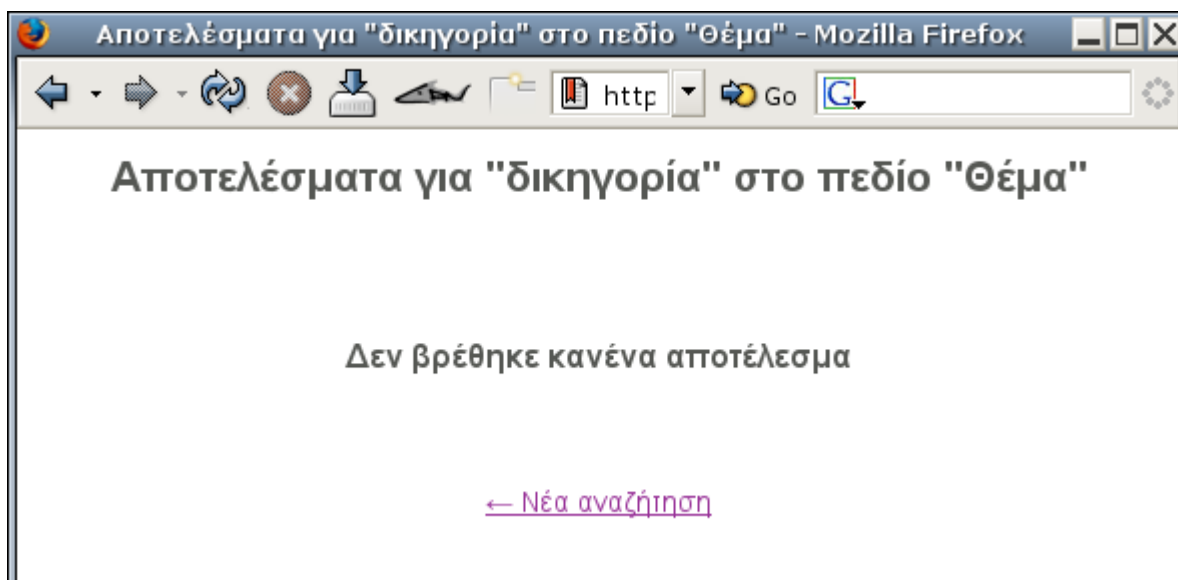 Αποτελέσματα για "δικηγορία" στο πεδίο "Θέμα" - Mozilla Firefox
http Go G
Αποτελέσματα για "δικηγορία" στο πεδίο "Θέμα"
Δεν βρέθηκε κανένα αποτέλεσμα
← Νέα αναζήτηση